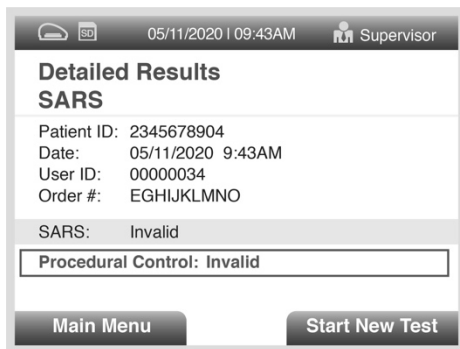 SD 05/11/2020 | 09:43AM Supervisor
Detailed Results
SARS
Patient ID: 2345678904
Date: 05/11/2020 9:43AM
User ID: 00000034
Order #: EGHIJKLMNO
SARS: Invalid
Procedural Control: Invalid
Main Menu Start New Test